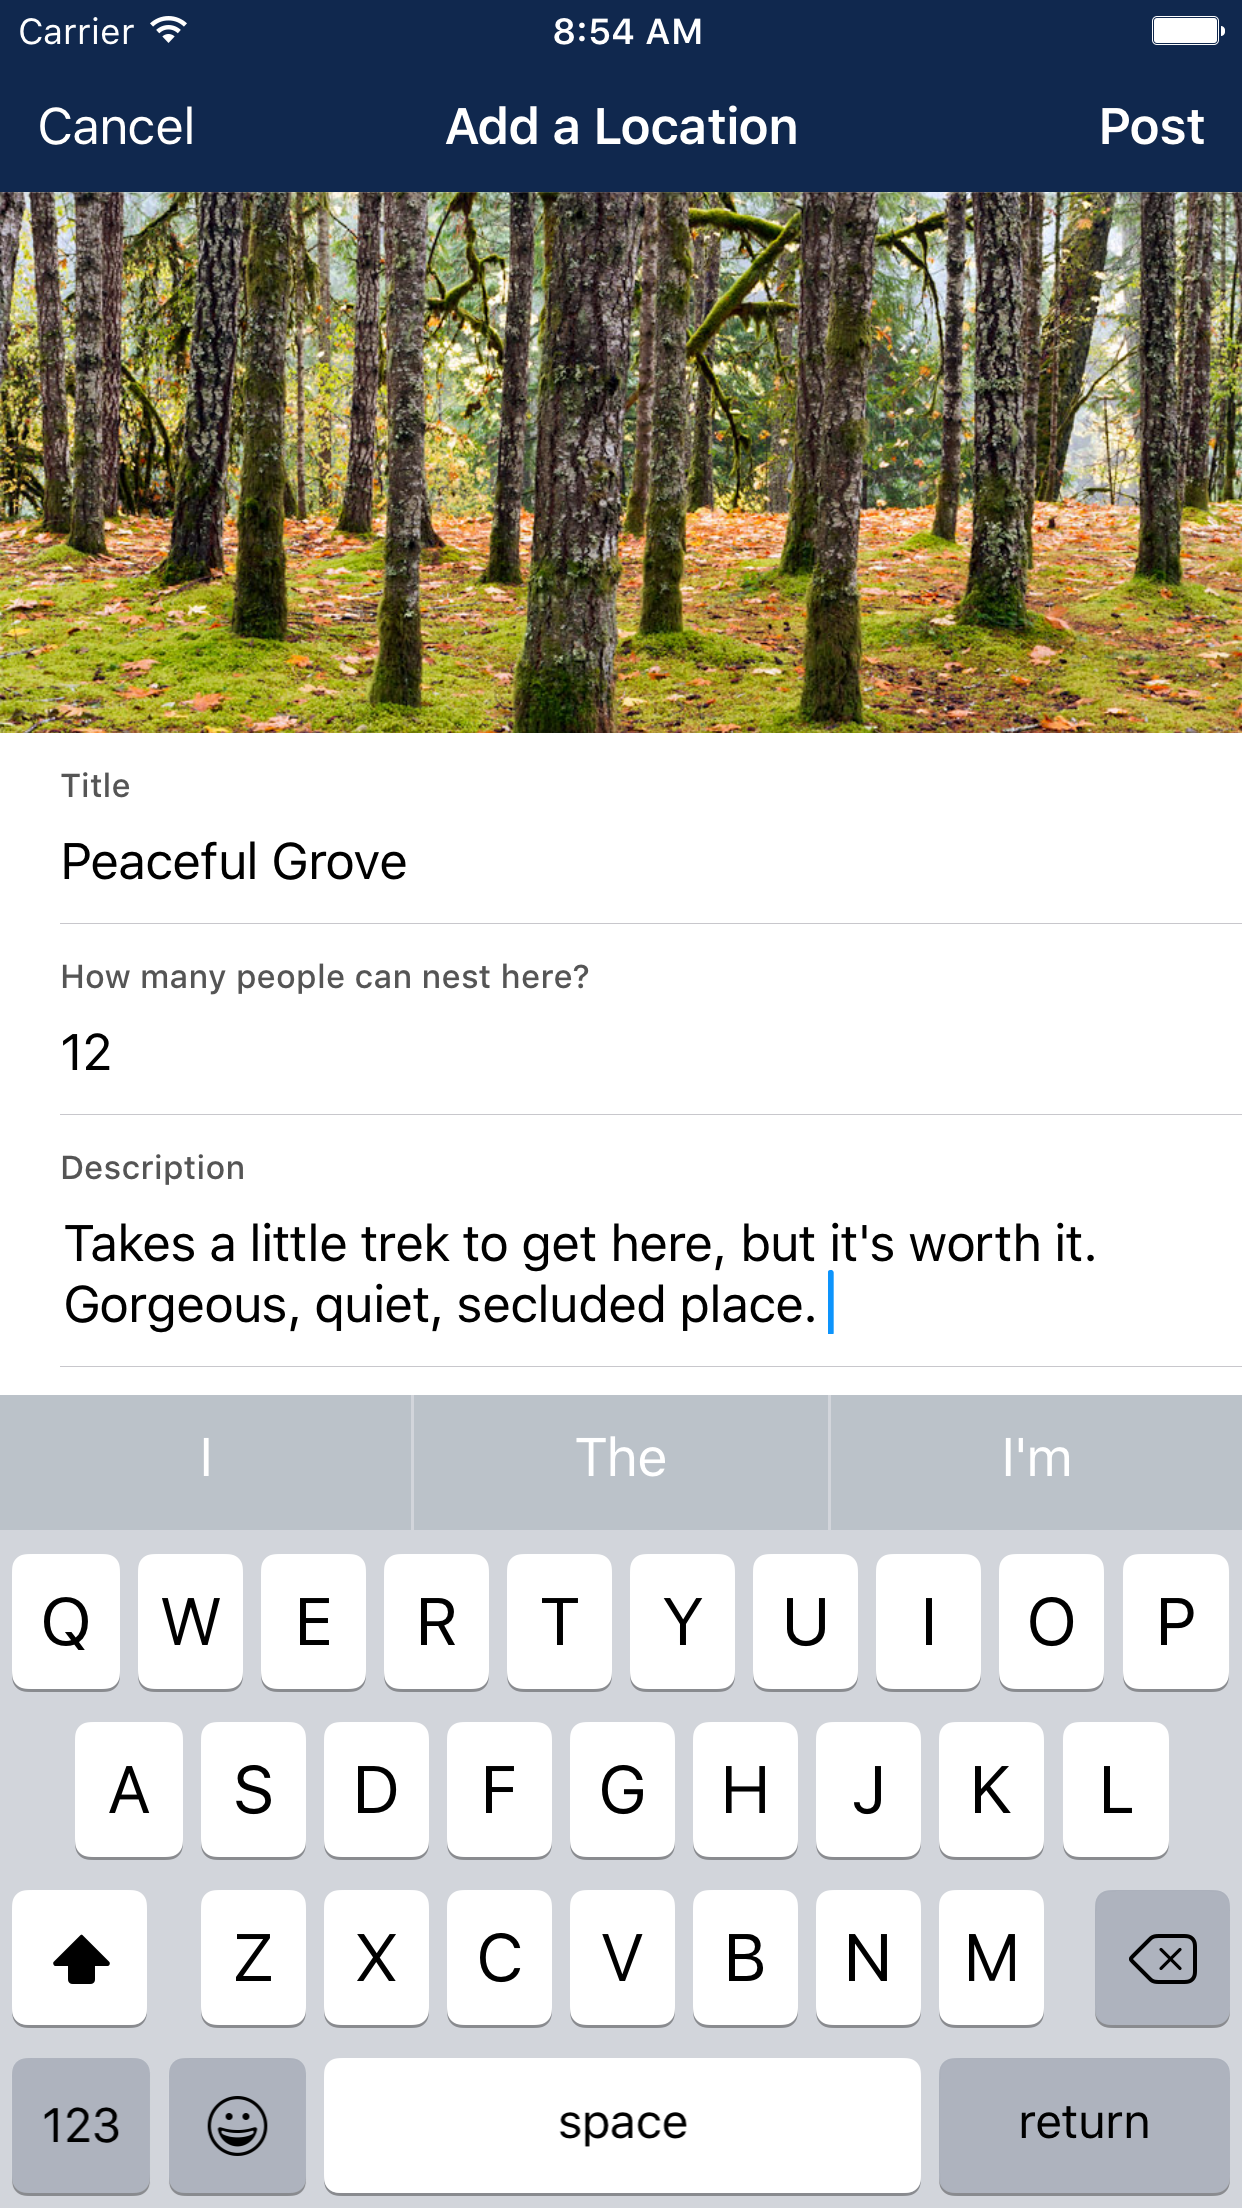 Carrier 8:54 AM
Cancel Add a Location Post
Title
Peaceful Grove
How many people can nest here?
12
Description
Takes a little trek to get here, but it's worth it.
Gorgeous, quiet, secluded place.
I The I'm
Q W E R T Y U I O P
A S D F G H J K L
Z X C V B N M
123 space return